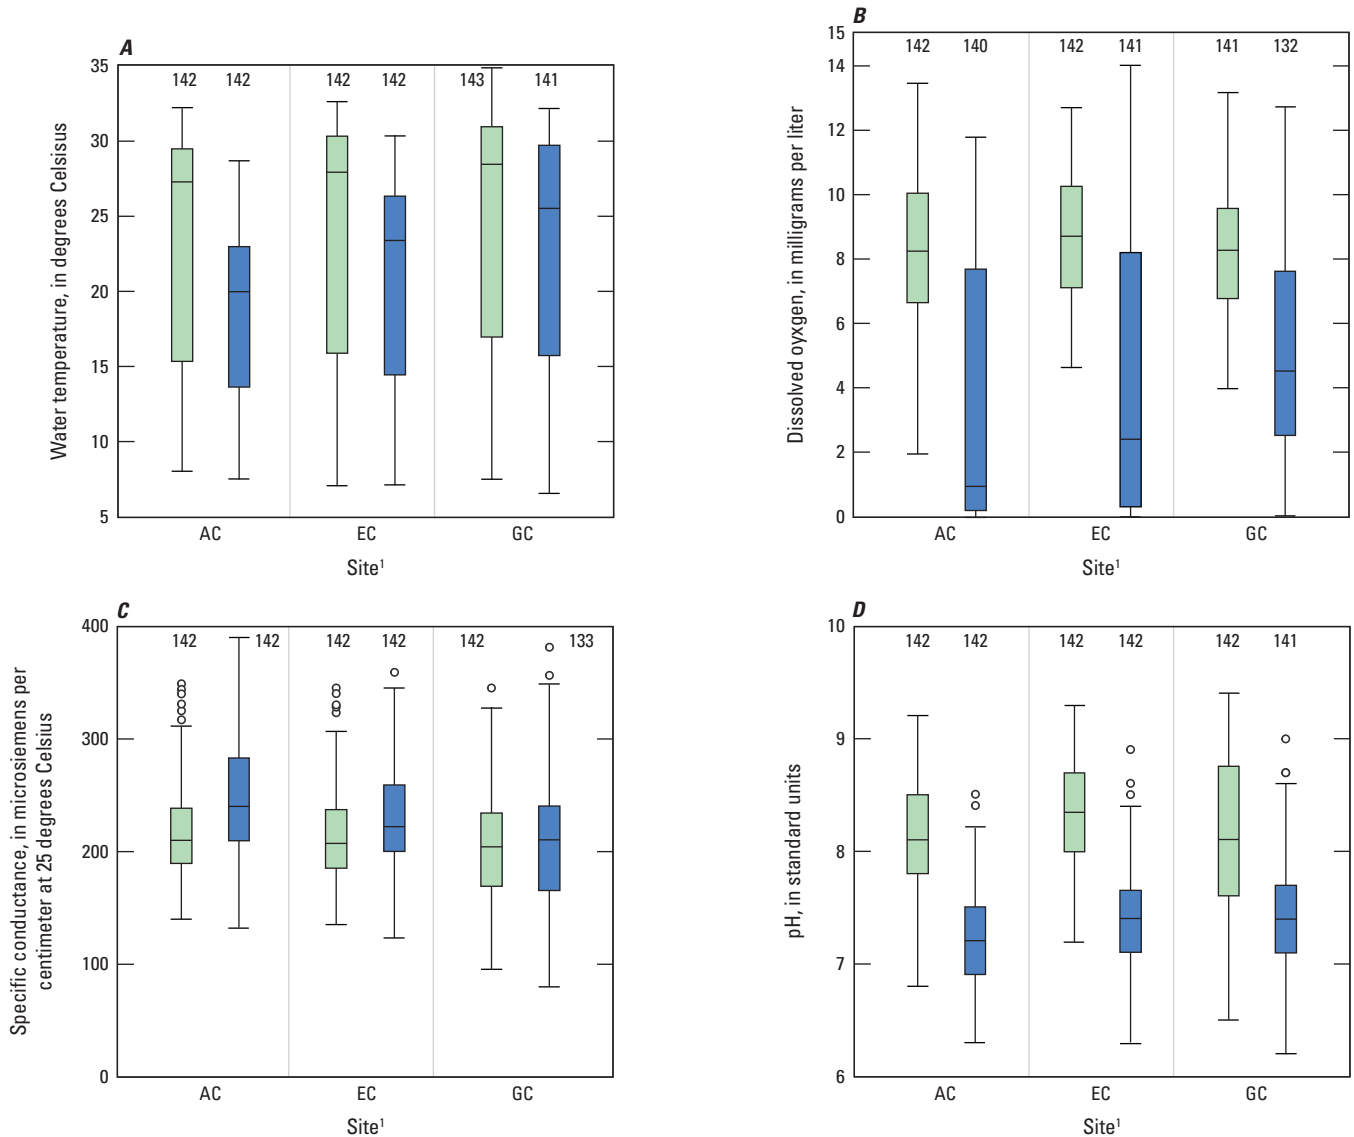 A
35
30
25
20
15
10
5
142
142
142
142
143
141
Water temperature, in degrees Celsisus
AC
EC
GC
Site¹
B
15
14
12
10
8
6
4
2
0
142
140
142
141
141
132
Dissolved oyxgen, in milligrams per liter
AC
EC
GC
Site¹
C
400
300
200
100
0
142
142
142
142
142
133
Specific conductance, in microsiemens per
centimeter at 25 degrees Celsius
AC
EC
GC
Site¹
D
10
9
8
7
6
142
142
142
142
142
141
pH, in standard units
AC
EC
GC
Site¹